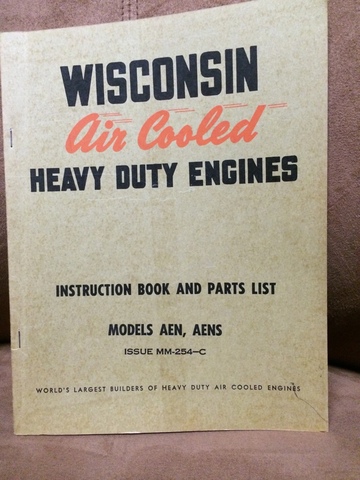 WISCONSIN
Air Cooled
HEAVY DUTY ENGINES
INSTRUCTION BOOK AND PARTS LIST
MODELS AEN, AENS
ISSUE MM-254-C
WORLD'S LARGEST BUILDERS OF HEAVY DUTY AIR COOLED ENGINES